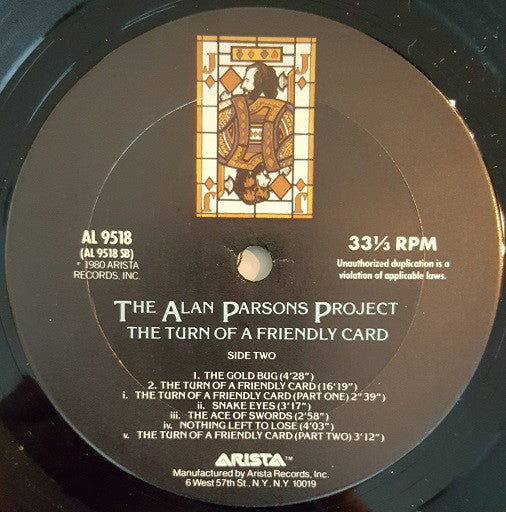 J J
AL 9518
(AL 9518 SB)
℗ 1980 ARISTA
RECORDS, INC.
33⅓ RPM
Unauthorized duplication is a
violation of applicable laws.
THE ALAN PARSONS PROJECT
THE TURN OF A FRIENDLY CARD
SIDE TWO
1. THE GOLD BUG (4'28")
2. THE TURN OF A FRIENDLY CARD (16'19")
i. THE TURN OF A FRIENDLY CARD (PART ONE) 2"39")
ii. SNAKE EYES (3'17")
iii. THE ACE OF SWORDS (2'58")
iv. NOTHING LEFT TO LOSE (4'03")
v. THE TURN OF A FRIENDLY CARD (PART TWO) 3'12")
ARISTA™
Manufactured by Arista Records, Inc.
6 West 57th St., N.Y., N.Y. 10019